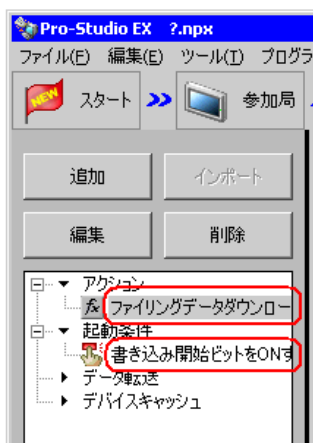 Pro-Studio EX ?.npx
ファイル(F) 編集(E) ツール(T) プログラ
NEW スタート >> 参加局
追加 インポート
編集 削除
アクション
fx ファイリングデータダウンロー
起動条件
書き込み開始ビットをONす
データ転送
デバイスキャッシュ